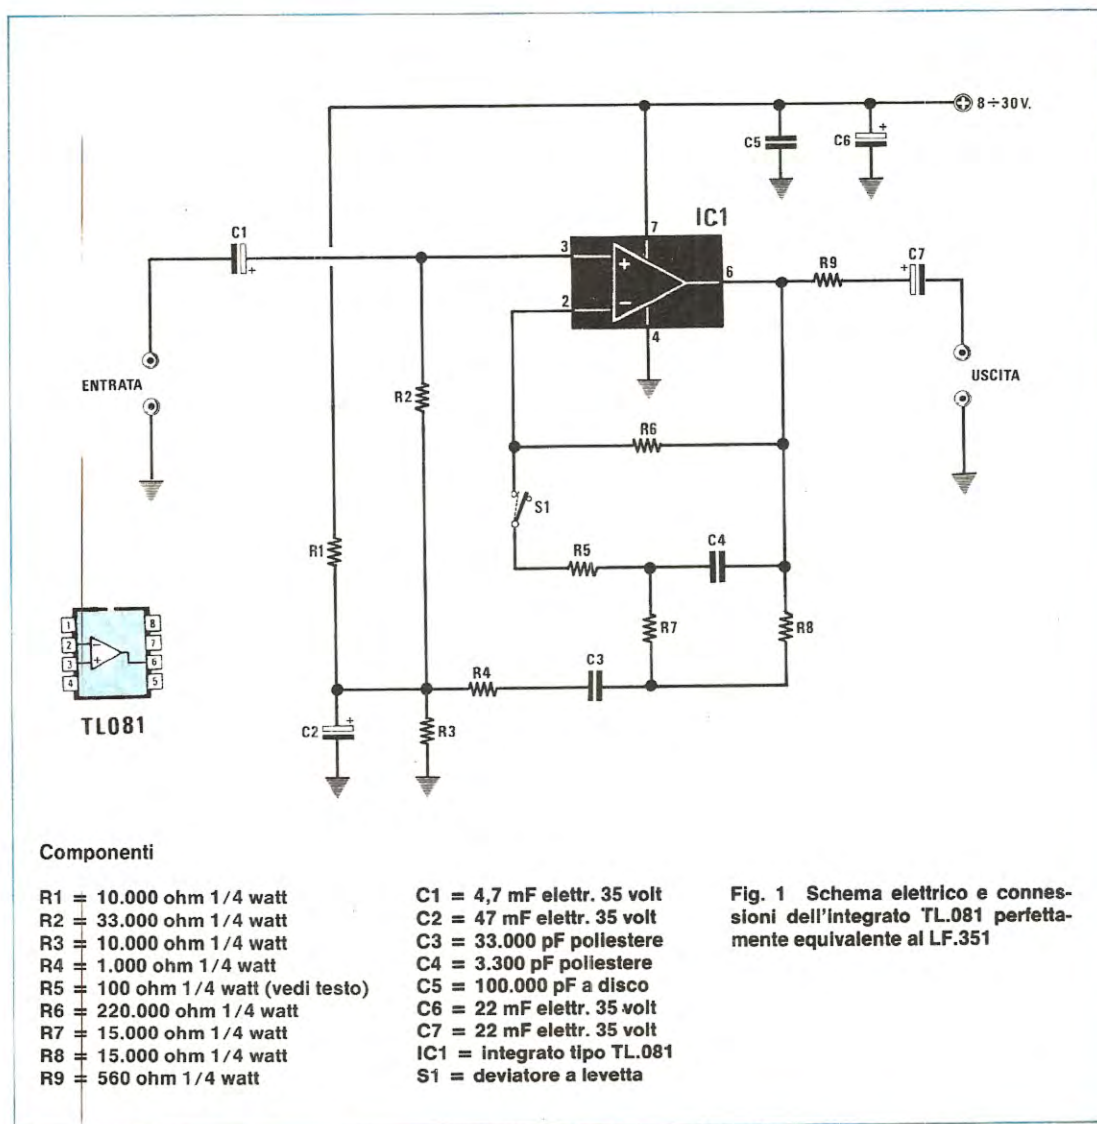 8÷30V.
C5
C6
+
IC1
C1
+
7
3
+
6
R9
C7
+
2
−
4
ENTRATA
USCITA
R2
R6
S1
R1
R5
C4
R7
R8
1
8
2
7
3
6
4
5
−
+
TL081
R4
C3
C2
+
R3
Componenti
R1 = 10.000 ohm 1/4 watt
R2 = 33.000 ohm 1/4 watt
R3 = 10.000 ohm 1/4 watt
R4 = 1.000 ohm 1/4 watt
R5 = 100 ohm 1/4 watt (vedi testo)
R6 = 220.000 ohm 1/4 watt
R7 = 15.000 ohm 1/4 watt
R8 = 15.000 ohm 1/4 watt
R9 = 560 ohm 1/4 watt
C1 = 4,7 mF elettr. 35 volt
C2 = 47 mF elettr. 35 volt
C3 = 33.000 pF poliestere
C4 = 3.300 pF poliestere
C5 = 100.000 pF a disco
C6 = 22 mF elettr. 35 volt
C7 = 22 mF elettr. 35 volt
IC1 = integrato tipo TL.081
S1 = deviatore a levetta
Fig. 1 Schema elettrico e connes-
sioni dell'integrato TL.081 perfetta-
mente equivalente al LF.351